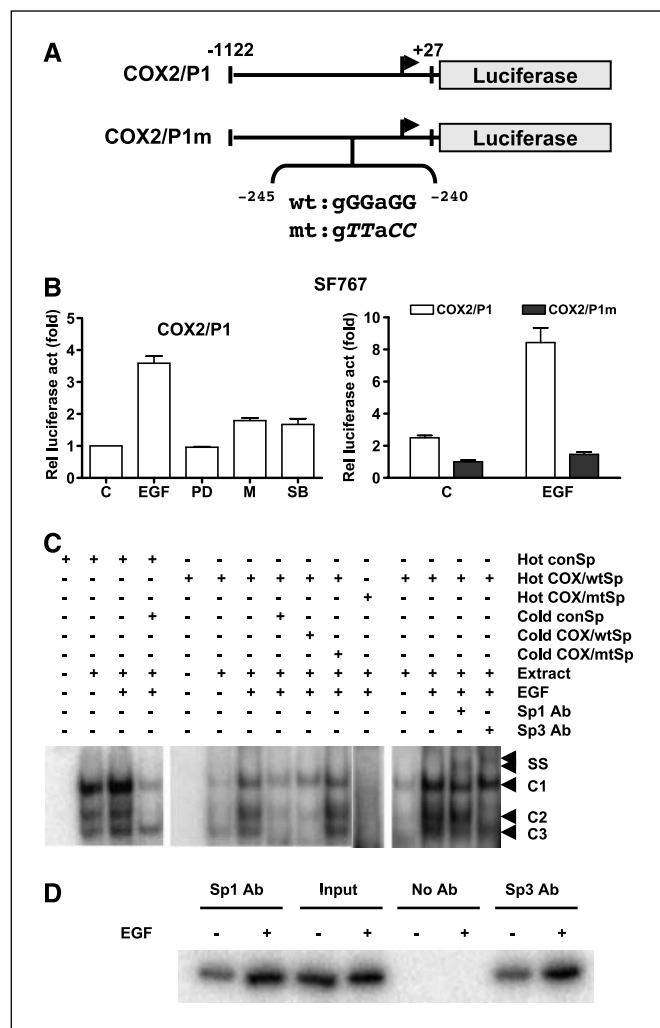 A
-1122 +27
COX2/P1 Luciferase
COX2/P1m Luciferase
-245 -240
wt:gGGaGG
mt:gTTaCC
B SF767
COX2/P1
Rel luciferase act (fold)
5
4
3
2
1
0
C EGF PD M SB
COX2/P1 COX2/P1m
Rel luciferase act (fold)
10
8
6
4
2
0
C EGF
C
+ + + + - - - - - - - - - - - Hot conSp
- - - - + + + + + + - + + + + Hot COX/wtSp
- - - - - - - - - - + - - - - Hot COX/mtSp
- - - + - - - + - - - - - - - Cold conSp
- - - - - - - - + - - - - - - Cold COX/wtSp
- - - - - - - - - + - - - - - Cold COX/mtSp
- + + + - + + + + + + + + + + Extract
- - + + - - + + + + + - + + + EGF
- - - - - - - - - - - - - + - Sp1 Ab
- - - - - - - - - - - - - - + Sp3 Ab
SS
C1
C2
C3
D
Sp1 Ab Input No Ab Sp3 Ab
EGF - + - + - + - +